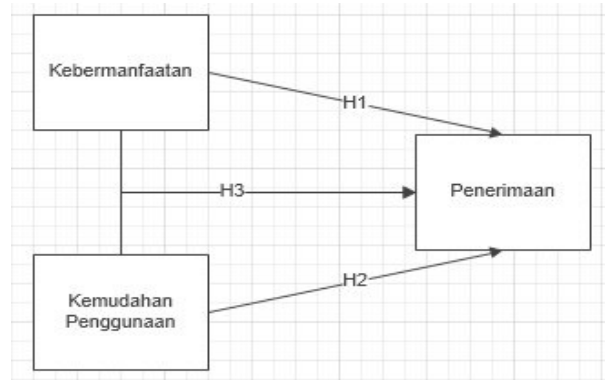 Kebermanfaatan
H1
Penerimaan
H3
H2
Kemudahan
Penggunaan